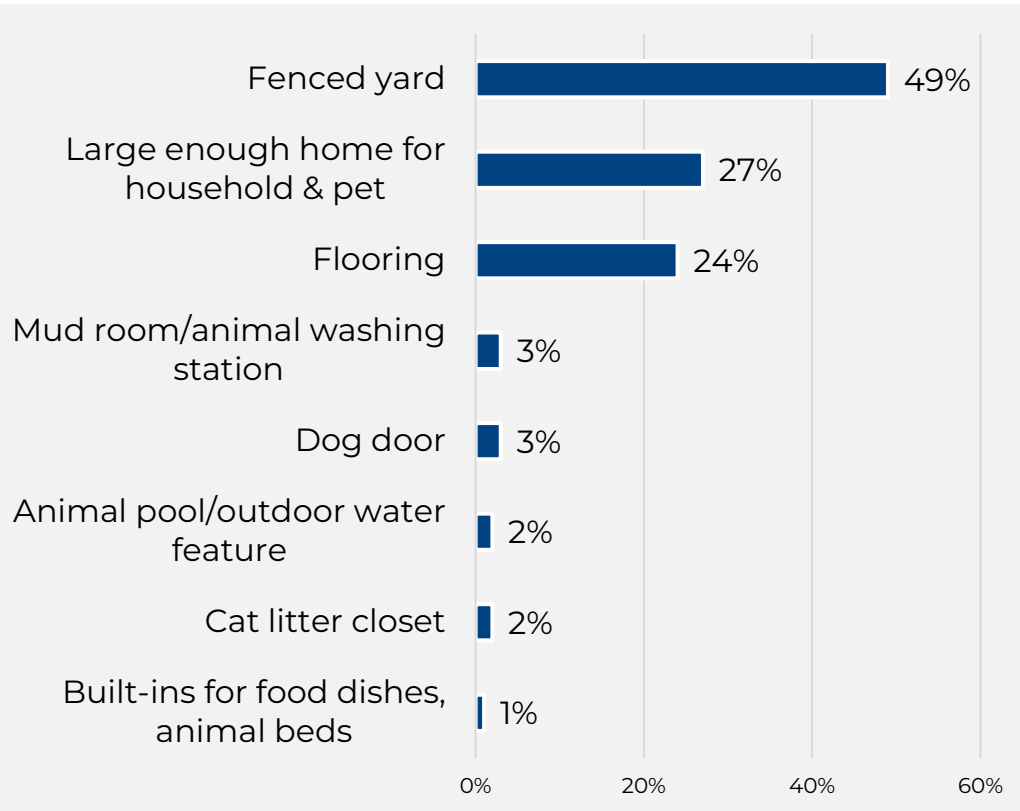 Fenced yard
49%
Large enough home for
household & pet
27%
Flooring
24%
Mud room/animal washing
station
3%
Dog door
3%
Animal pool/outdoor water
feature
2%
Cat litter closet
2%
Built-ins for food dishes,
animal beds
1%
0%
20%
40%
60%